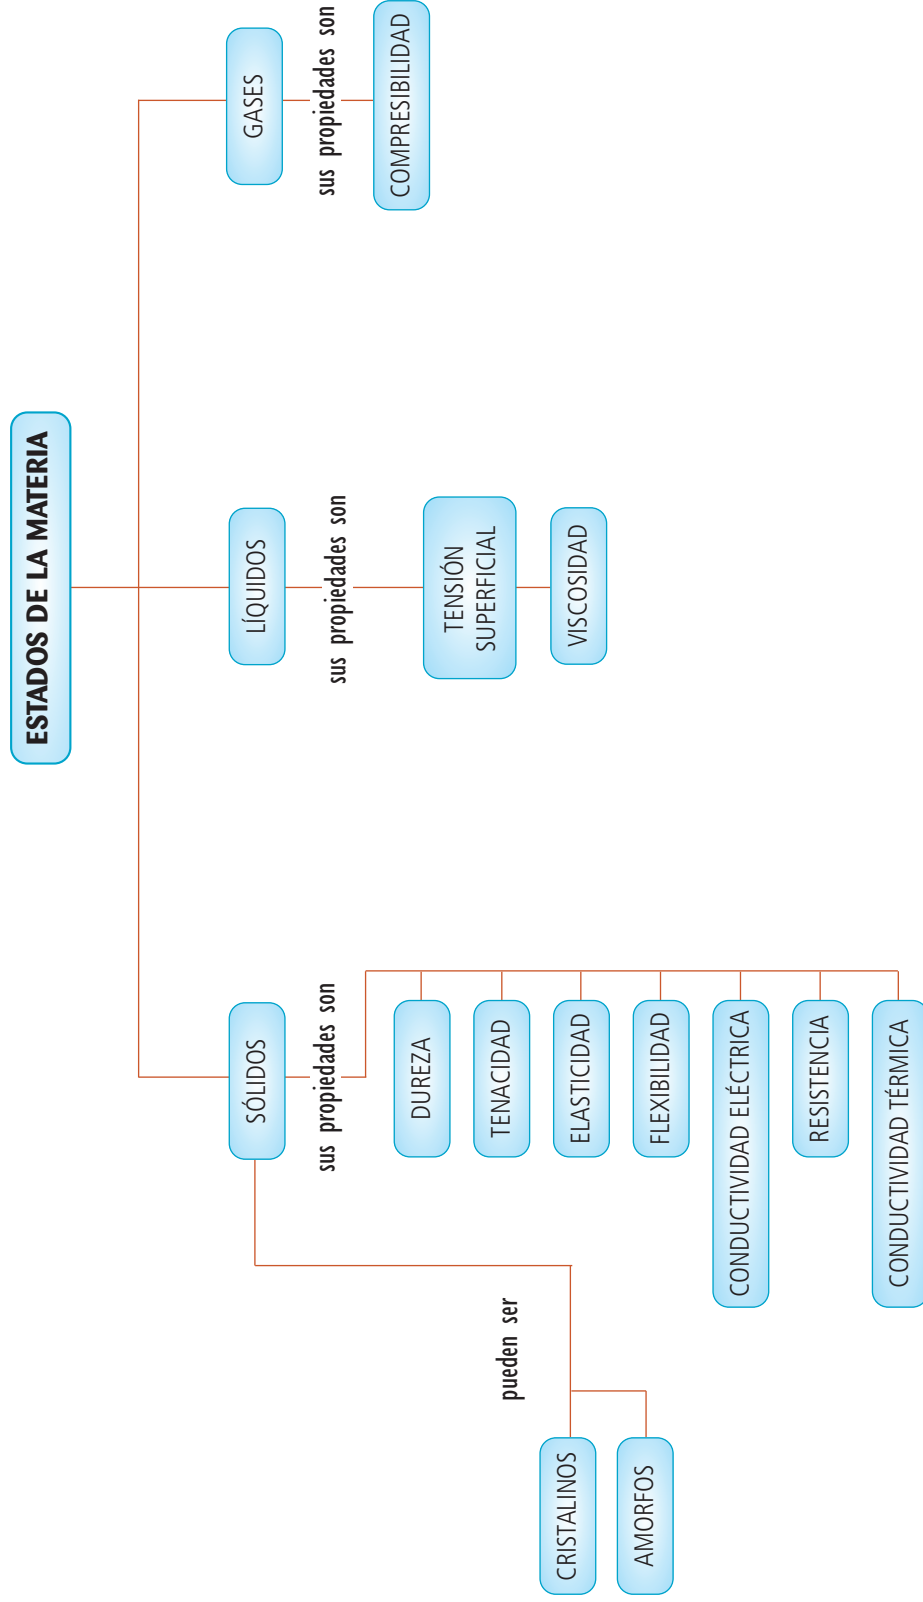 ESTADOS DE LA MATERIA
SÓLIDOS
pueden ser
CRISTALINOS
AMORFOS
sus propiedades son
DUREZA
TENACIDAD
ELASTICIDAD
FLEXIBILIDAD
CONDUCTIVIDAD ELÉCTRICA
RESISTENCIA
CONDUCTIVIDAD TÉRMICA
LÍQUIDOS
sus propiedades son
TENSIÓN
SUPERFICIAL
VISCOSIDAD
GASES
sus propiedades son
COMPRESIBILIDAD